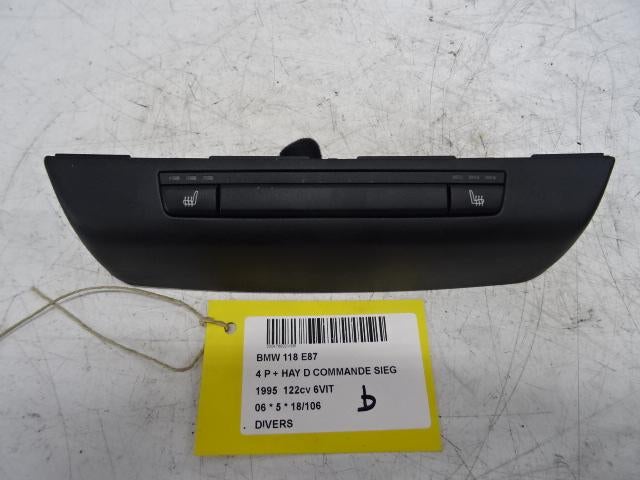 BMW 118 E87
4 P + HAY D COMMANDE SIEG
1995 122cv 6VIT
06 * 5 * 18/106
DIVERS